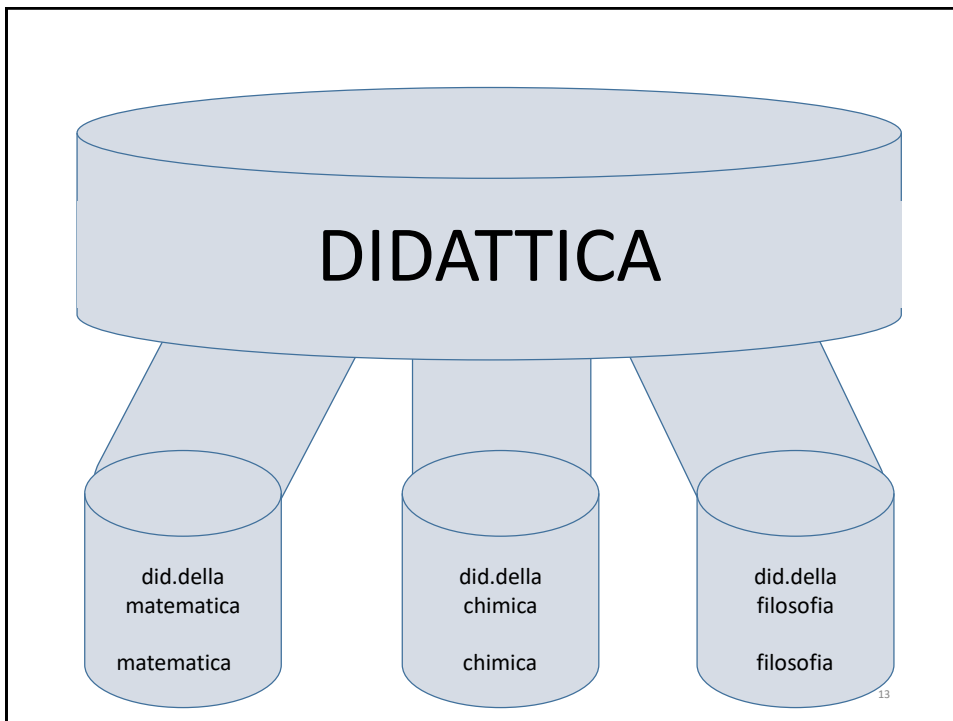 DIDATTICA
did.della
matematica
matematica
did.della
chimica
chimica
did.della
filosofia
filosofia
13